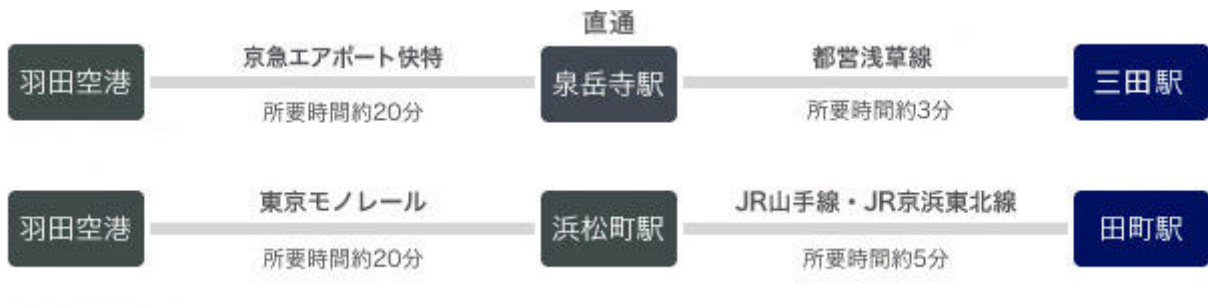 直通
羽田空港
京急エアポート快特
所要時間約20分
泉岳寺駅
都営浅草線
所要時間約3分
三田駅
羽田空港
東京モノレール
所要時間約20分
浜松町駅
JR山手線・JR京浜東北線
所要時間約5分
田町駅